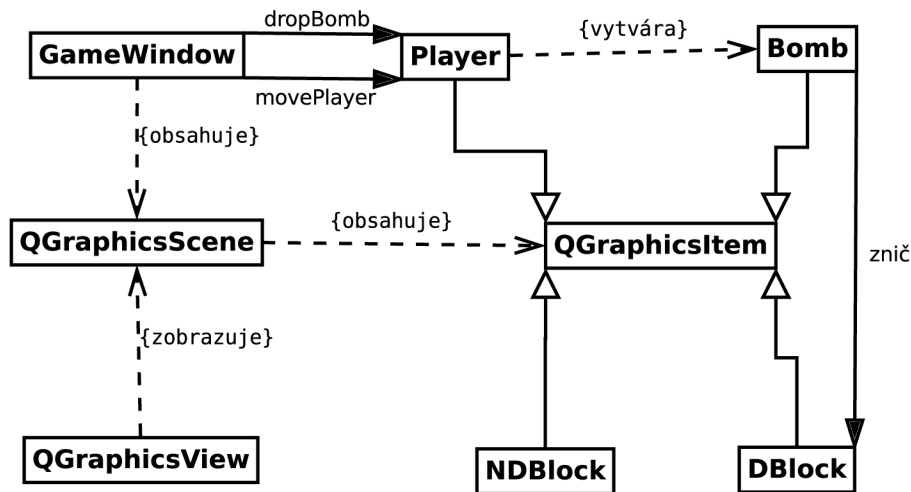 dropBomb
GameWindow
Player
{vytvára}
Bomb
movePlayer
{obsahuje}
QGraphicsScene
{obsahuje}
QGraphicsItem
znič
{zobrazuje}
QGraphicsView
NDBlock
DBlock